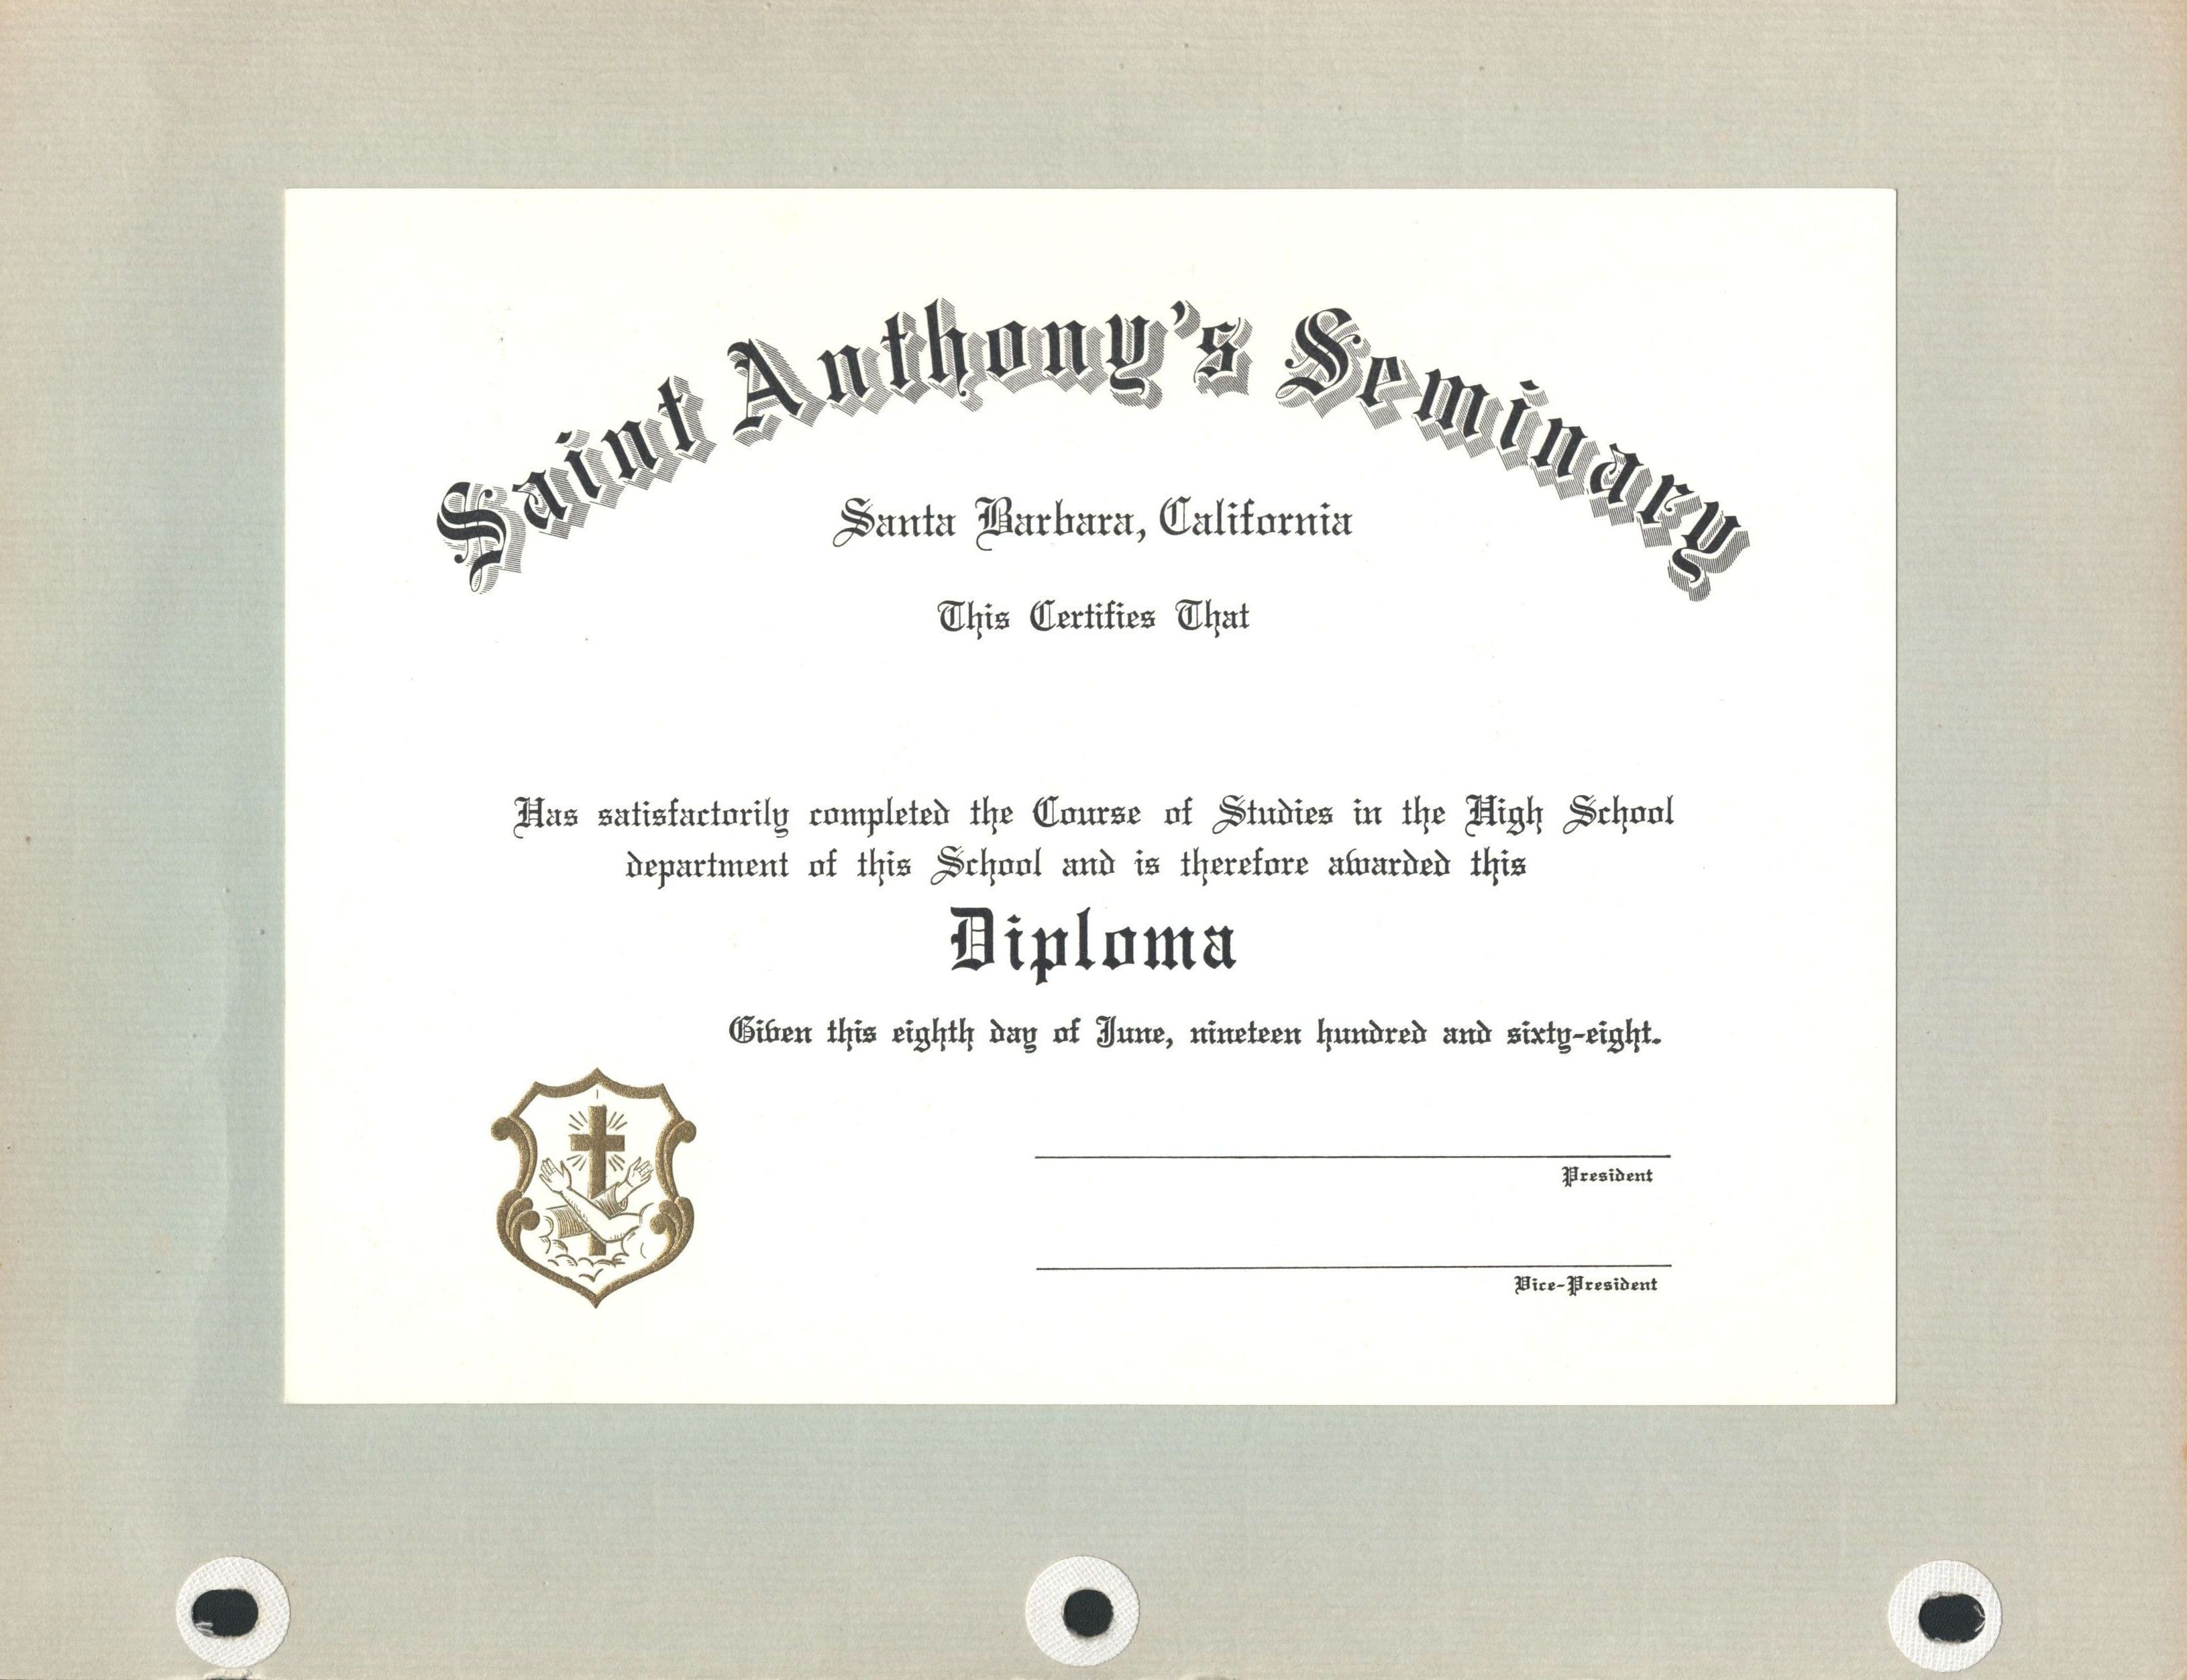 Saint Anthony's Seminary
Santa Barbara, California
This Certifies That
Has satisfactorily completed the Course of Studies in the High School
department of this School and is therefore awarded this
Diploma
Given this eighth day of June, nineteen hundred and sixty-eight.
President
Vice-President